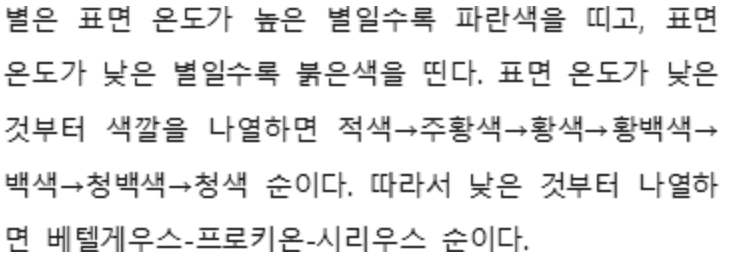 별은 표면 온도가 높은 별일수록 파란색을 띠고, 표면
온도가 낮은 별일수록 붉은색을 띤다. 표면 온도가 낮은
것부터 색깔을 나열하면 적색→주황색→황색→황백색→
백색→청백색→청색 순이다. 따라서 낮은 것부터 나열하
면 베텔게우스-프로키온-시리우스 순이다.